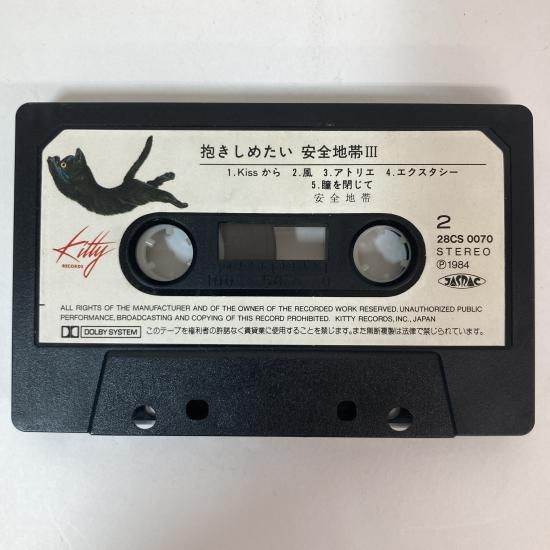 抱きしめたい 安全地帯III
1.Kissから 2.風 3.アトリエ 4.エクスタシー
5.瞳を閉じて
安全地帯
Kitty
RECORDS
2
28CS 0070
STEREO
Ⓟ1984
JASRAC
100 50 0
ALL RIGHTS OF THE MANUFACTURER AND OF THE OWNER OF THE RECORDED WORK RESERVED. UNAUTHORIZED PUBLIC
PERFORMANCE, BROADCASTING AND COPYING OF THIS RECORD PROHIBITED. KITTY RECORDS, INC., JAPAN
DOLBY SYSTEM このテープを権利者の許諾なく賃貸業に使用することを禁じます。また無断複製は法律で禁じられています。